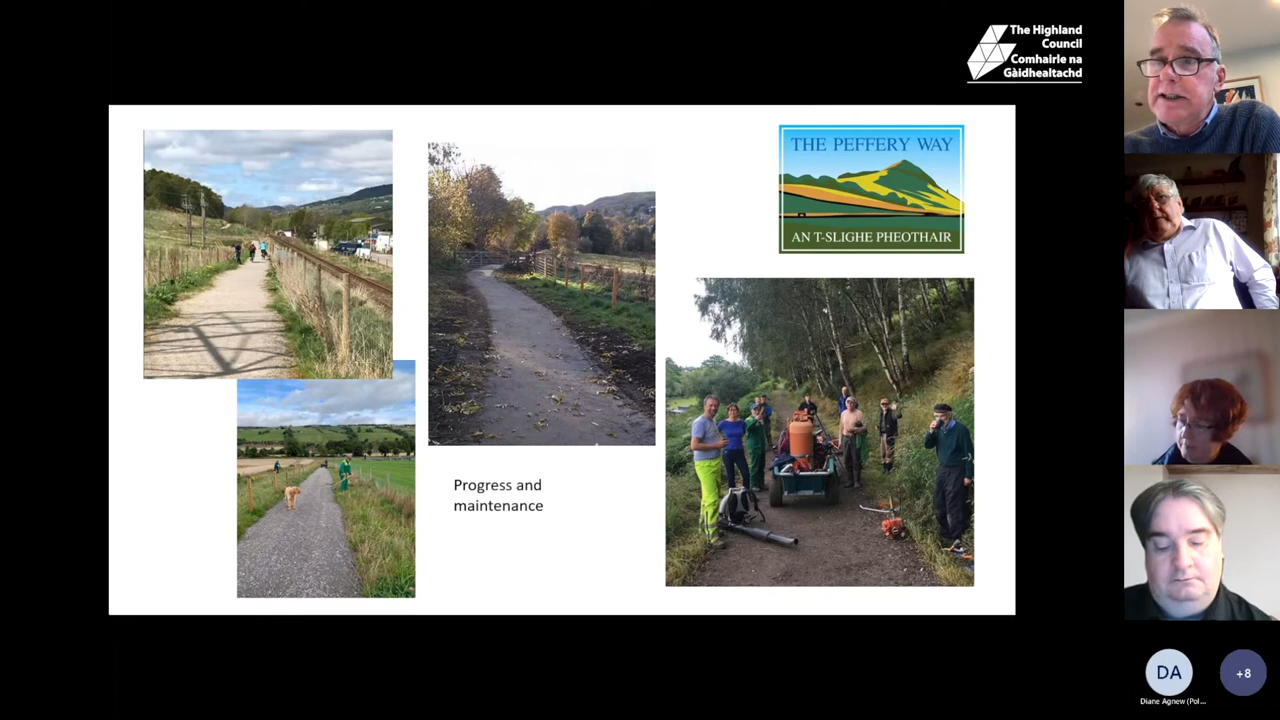 The Highland
Council
Comhairle na
Gàidhealtachd
THE PEFFERY WAY
AN T-SLIGHE PHEOTHAIR
Progress and
maintenance
DA
+8
Diane Agnew (Pol...